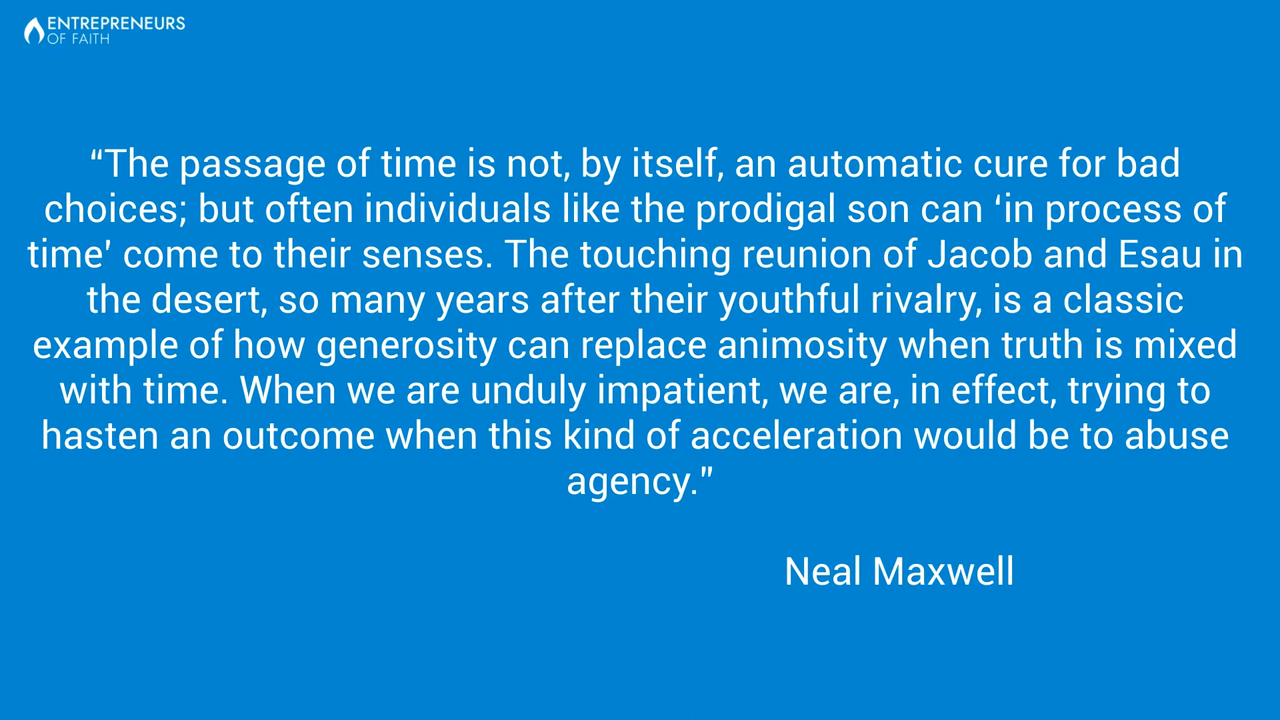 ENTREPRENEURS
OF FAITH
“The passage of time is not, by itself, an automatic cure for bad
choices; but often individuals like the prodigal son can ‘in process of
time’ come to their senses. The touching reunion of Jacob and Esau in
the desert, so many years after their youthful rivalry, is a classic
example of how generosity can replace animosity when truth is mixed
with time. When we are unduly impatient, we are, in effect, trying to
hasten an outcome when this kind of acceleration would be to abuse
agency.”
Neal Maxwell